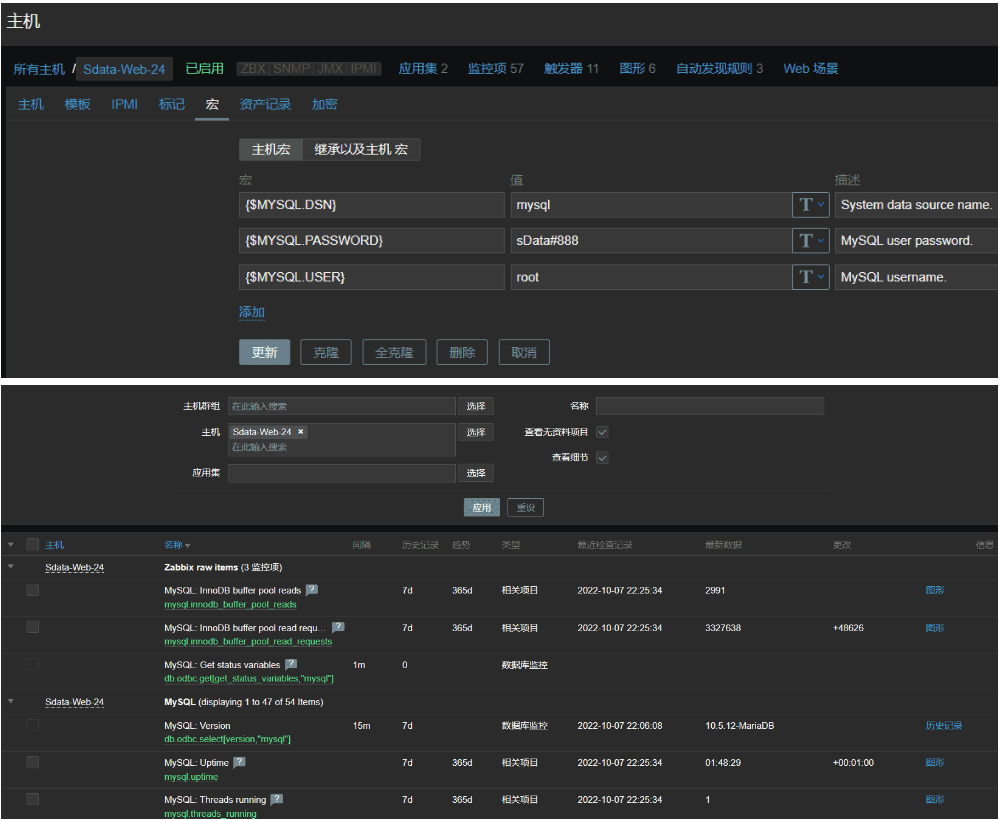 主机
所有主机 / Sdata-Web-24 已启用 ZBX SNMP JMX IPMI 应用集 2 监控项 57 触发器 11 图形 6 自动发现规则 3 Web 场景
主机 模板 IPMI 标记 宏 资产记录 加密
主机宏 继承以及主机 宏
宏 值 描述
{$MYSQL.DSN} mysql T System data source name.
{$MYSQL.PASSWORD} sData#888 T MySQL user password.
{$MYSQL.USER} root T MySQL username.
添加
更新 克隆 全克隆 删除 取消
主机群组 在此输入搜索 选择 名称
主机 Sdata-Web-24 × 选择 查看无资料项目
在此输入搜索
查看细节
应用集 选择
应用 重设
主机 名称 间隔 历史记录 趋势 类型 最近检查记录 最新数据 更改 信息
Sdata-Web-24 Zabbix raw items (3 监控项)
MySQL: InnoDB buffer pool reads ? 7d 365d 相关项目 2022-10-07 22:25:34 2991 图形
mysql.innodb_buffer_pool_reads
MySQL: InnoDB buffer pool read requ... ? 7d 365d 相关项目 2022-10-07 22:25:34 3327638 +48626 图形
mysql.innodb_buffer_pool_read_requests
MySQL: Get status variables ? 1m 0 数据库监控
db.odbc.get[get_status_variables,"mysql"]
Sdata-Web-24 MySQL (displaying 1 to 47 of 54 Items)
MySQL: Version 15m 7d 数据库监控 2022-10-07 22:06:08 10.5.12-MariaDB 历史记录
db.odbc.select[version,"mysql"]
MySQL: Uptime ? 7d 365d 相关项目 2022-10-07 22:25:34 01:48:29 +00:01:00 图形
mysql.uptime
MySQL: Threads running ? 7d 365d 相关项目 2022-10-07 22:25:34 1 图形
mysql.threads_running